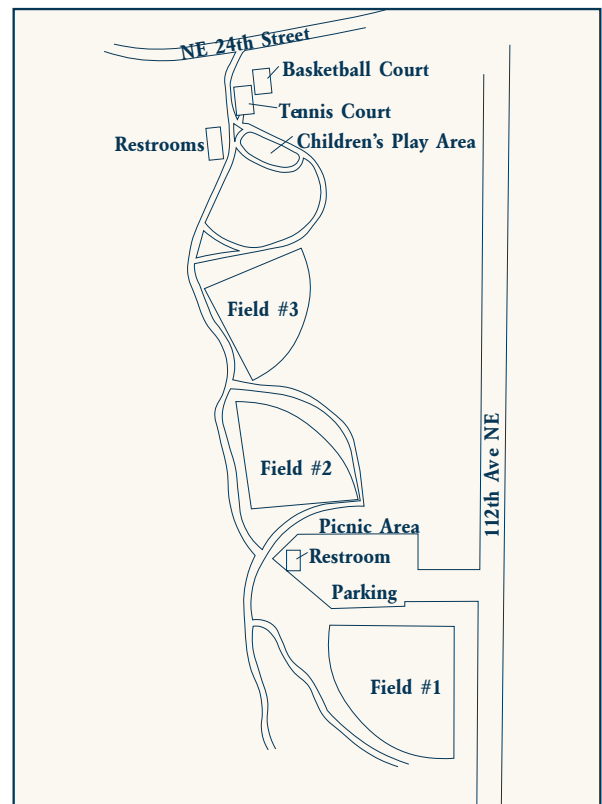 NE 24th Street
Basketball Court
Tennis Court
Restrooms
Children's Play Area
Field #3
112th Ave NE
Field #2
Picnic Area
Restroom
Parking
Field #1